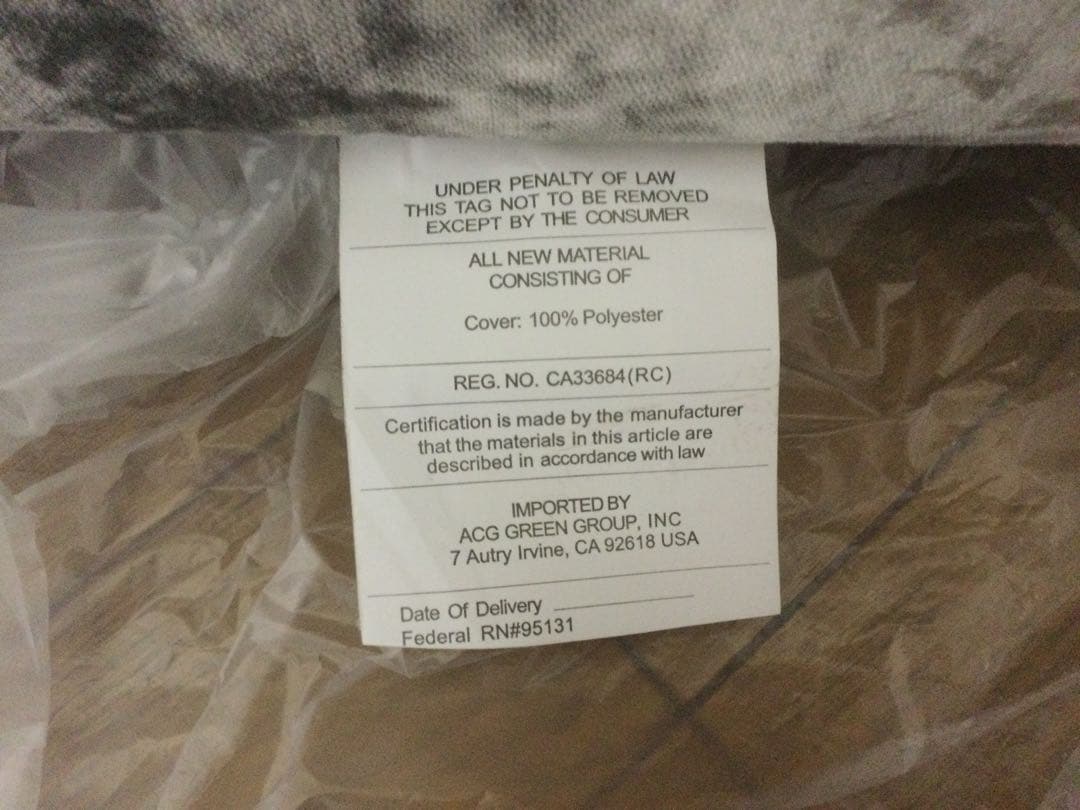 UNDER PENALTY OF LAW
THIS TAG NOT TO BE REMOVED
EXCEPT BY THE CONSUMER
ALL NEW MATERIAL
CONSISTING OF
Cover: 100% Polyester
REG. NO. CA33684(RC)
Certification is made by the manufacturer
that the materials in this article are
described in accordance with law
IMPORTED BY
ACG GREEN GROUP, INC
7 Autry Irvine, CA 92618 USA
Date Of Delivery
Federal RN#95131